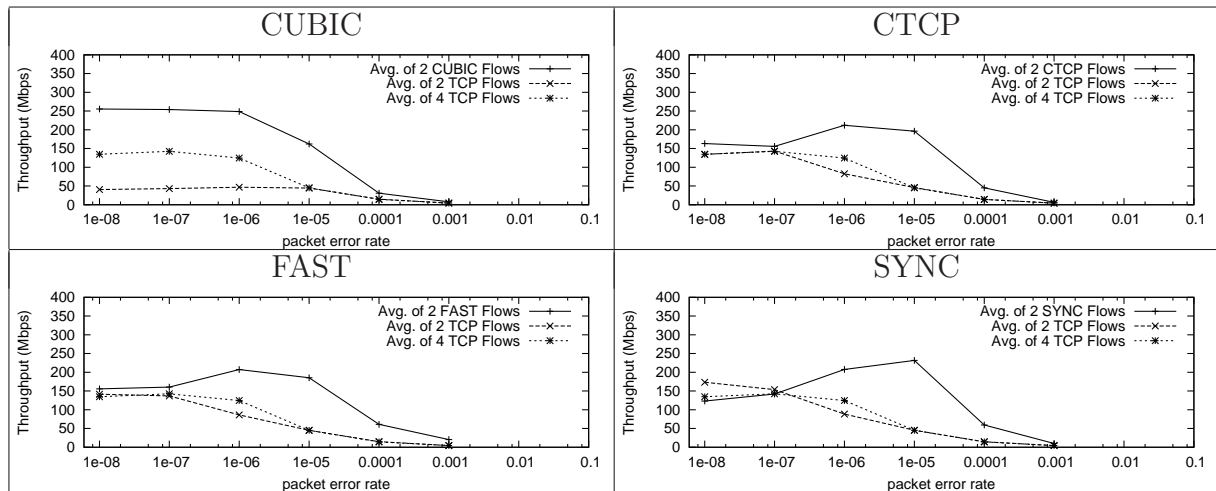 CUBIC
400
350
300
250
200
150
100
50
0
Throughput (Mbps)
Avg. of 2 CUBIC Flows
Avg. of 2 TCP Flows
Avg of 4 TCP Flows
1e-08 1e-07 1e-06 1e-05 0.0001 0.001 0.01 0.1
packet error rate
CTCP
400
350
300
250
200
150
100
50
0
Throughput (Mbps)
Avg. of 2 CTCP Flows
Avg. of 2 TCP Flows
Avg of 4 TCP Flows
1e-08 1e-07 1e-06 1e-05 0.0001 0.001 0.01 0.1
packet error rate
FAST
400
350
300
250
200
150
100
50
0
Throughput (Mbps)
Avg. of 2 FAST Flows
Avg. of 2 TCP Flows
Avg of 4 TCP Flows
1e-08 1e-07 1e-06 1e-05 0.0001 0.001 0.01 0.1
packet error rate
SYNC
400
350
300
250
200
150
100
50
0
Throughput (Mbps)
Avg. of 2 SYNC Flows
Avg. of 2 TCP Flows
Avg of 4 TCP Flows
1e-08 1e-07 1e-06 1e-05 0.0001 0.001 0.01 0.1
packet error rate